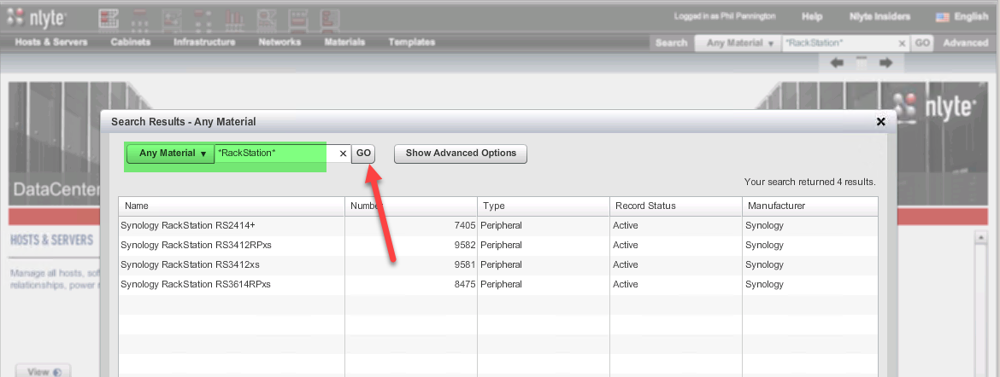 nlyte
Logged in as Phil Pennington Help Nlyte Insiders English
Hosts & Servers Cabinets Infrastructure Networks Materials Templates Search Any Material *RackStation* × GO Advanced
nlyte
Search Results - Any Material ×
Any Material *RackStation* × GO Show Advanced Options
DataCenter
Your search returned 4 results.
Name Number Type Record Status Manufacturer
Synology RackStation RS2414+ 7405 Peripheral Active Synology
HOSTS & SERVERS
Synology RackStation RS3412RPxs 9582 Peripheral Active Synology
Synology RackStation RS3412xs 9581 Peripheral Active Synology
Manage all hosts, sof
Synology RackStation RS3614RPxs 8475 Peripheral Active Synology
relationships, power
View